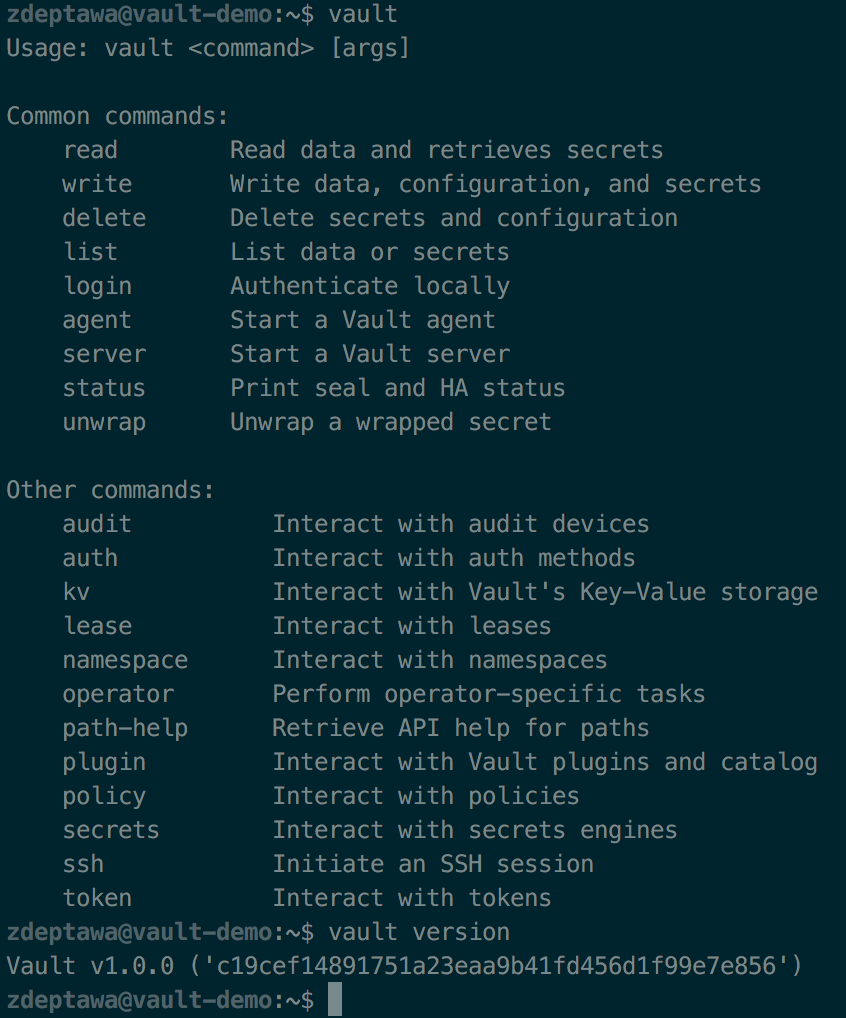 zdeptawa@vault-demo:~$ vault
Usage: vault <command> [args]
Common commands:
read Read data and retrieves secrets
write Write data, configuration, and secrets
delete Delete secrets and configuration
list List data or secrets
login Authenticate locally
agent Start a Vault agent
server Start a Vault server
status Print seal and HA status
unwrap Unwrap a wrapped secret
Other commands:
audit Interact with audit devices
auth Interact with auth methods
kv Interact with Vault's Key-Value storage
lease Interact with leases
namespace Interact with namespaces
operator Perform operator-specific tasks
path-help Retrieve API help for paths
plugin Interact with Vault plugins and catalog
policy Interact with policies
secrets Interact with secrets engines
ssh Initiate an SSH session
token Interact with tokens
zdeptawa@vault-demo:~$ vault version
Vault v1.0.0 ('c19cef14891751a23eaa9b41fd456d1f99e7e856')
zdeptawa@vault-demo:~$